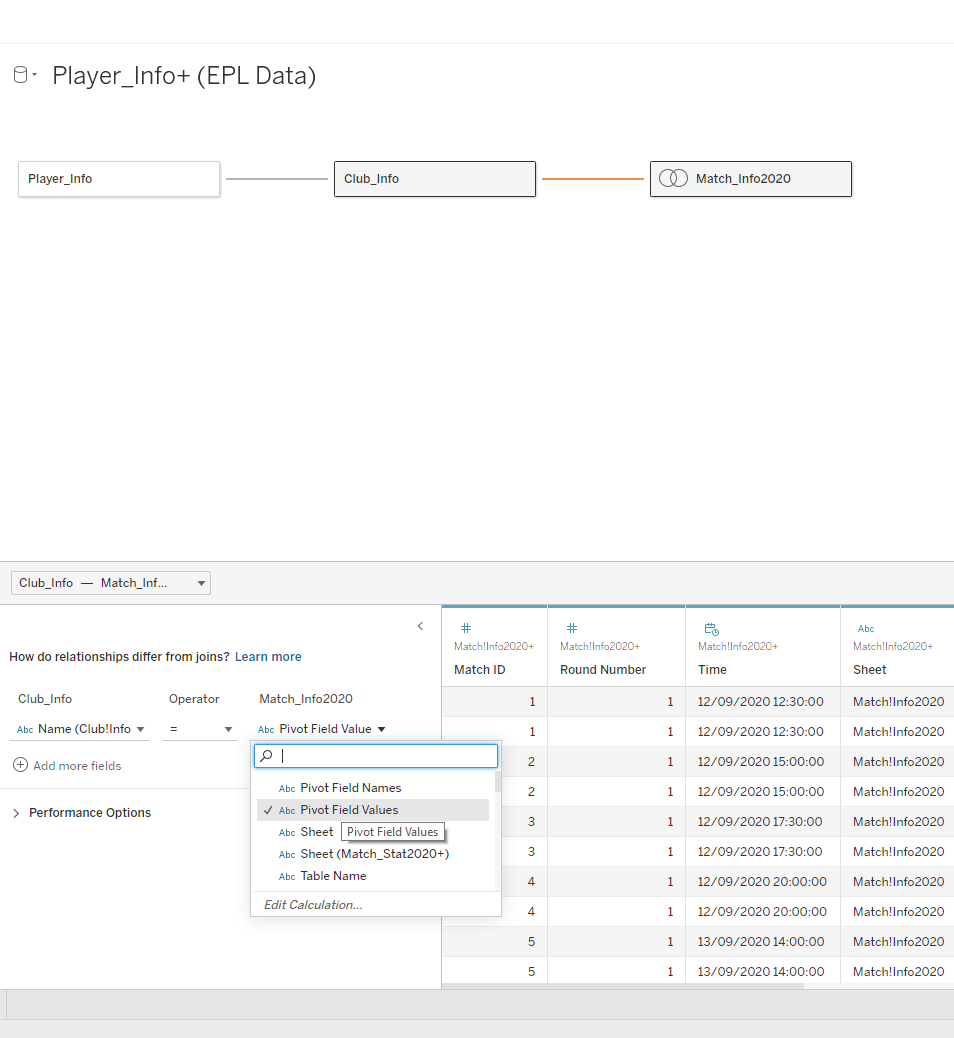 Player_Info+ (EPL Data)
Player_Info
Club_Info
Match_Info2020
Club_Info — Match_Inf...
How do relationships differ from joins? Learn more
Club_Info Operator Match_Info2020
Abc Name (Club!Info = Abc Pivot Field Value
Add more fields
Performance Options
Abc Pivot Field Names
Abc Pivot Field Values
Abc Sheet
Pivot Field Values
Abc Sheet (Match_Stat2020+)
Abc Table Name
Edit Calculation...
# # Abc
Match!Info2020+ Match!Info2020+ Match!Info2020+ Match!Info2020+
Match ID Round Number Time Sheet
1 1 12/09/2020 12:30:00 Match!Info2020
1 1 12/09/2020 12:30:00 Match!Info2020
2 1 12/09/2020 15:00:00 Match!Info2020
2 1 12/09/2020 15:00:00 Match!Info2020
3 1 12/09/2020 17:30:00 Match!Info2020
3 1 12/09/2020 17:30:00 Match!Info2020
4 1 12/09/2020 20:00:00 Match!Info2020
4 1 12/09/2020 20:00:00 Match!Info2020
5 1 13/09/2020 14:00:00 Match!Info2020
5 1 13/09/2020 14:00:00 Match!Info2020